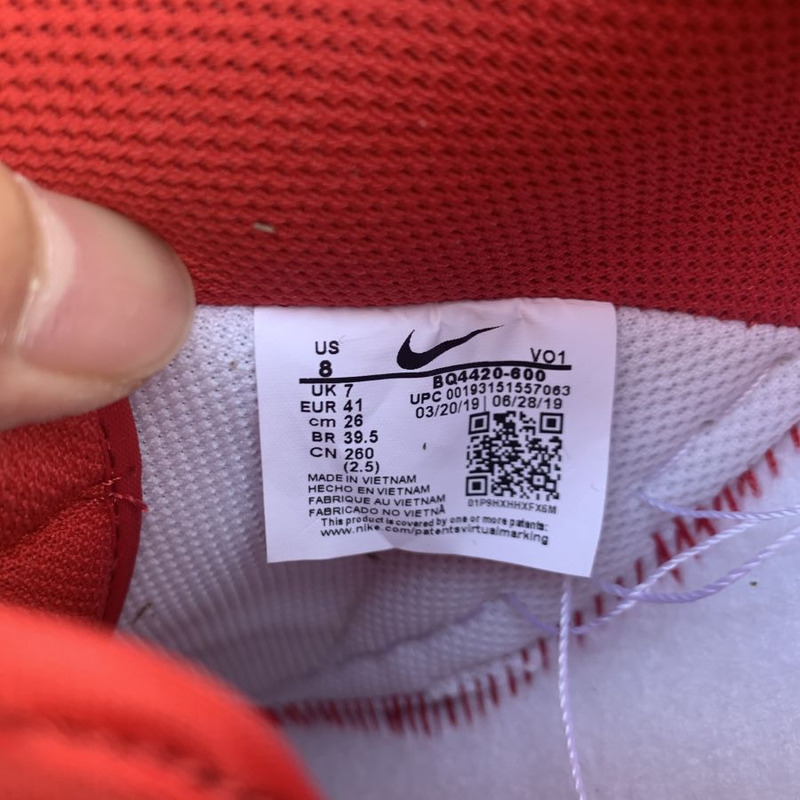 US
8
VO1
BQ4420-600
UK 7
UPC 00193151557063
EUR 41
03/20/19 | 06/28/19
cm 26
BR 39.5
CN 260
(2.5)
MADE IN VIETNAM
HECHO EN VIETNAM
FABRIQUE AU VIETNAM
FABRICADO NO VIETNÃ
01P9HXHHXFX6M
This product is covered by one or more patents:
www.nike.com/patentsvirtualmarking